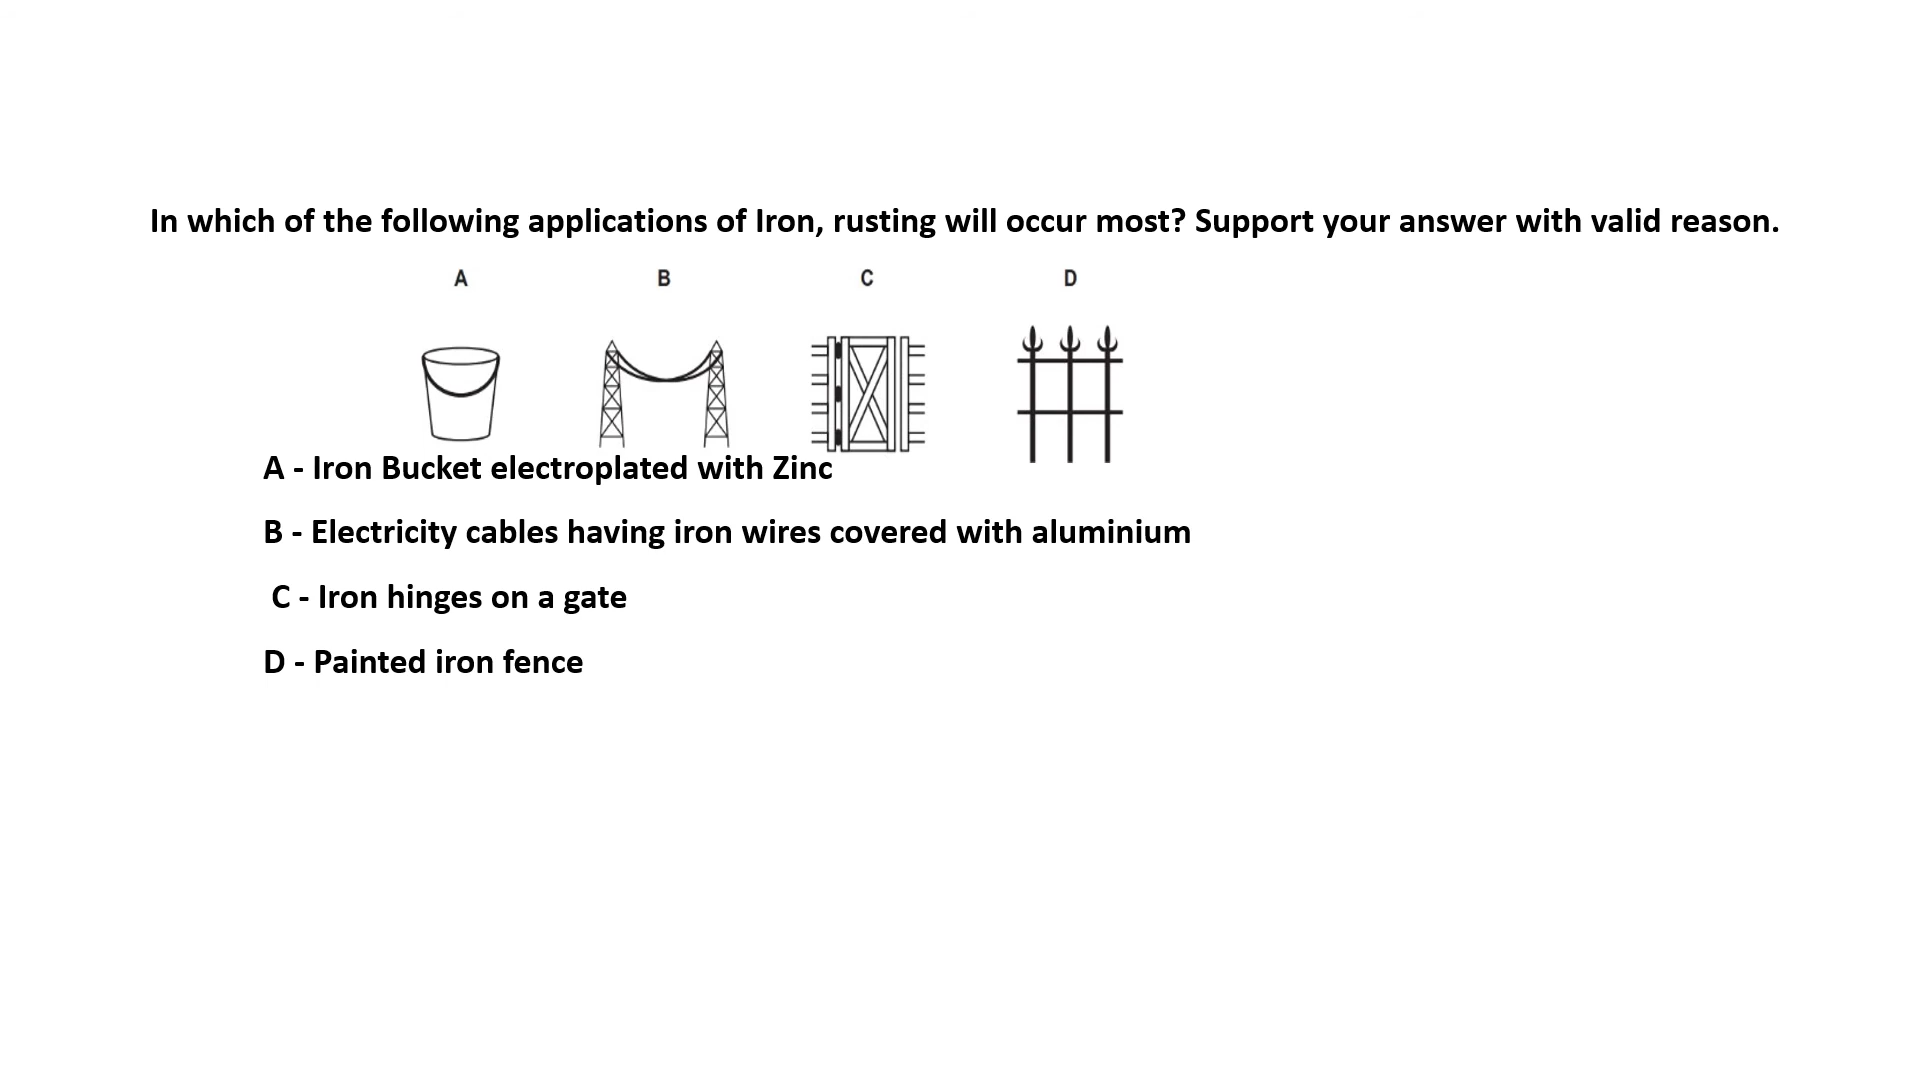 In which of the following applications of Iron, rusting will occur most? Support your answer with valid reason.
A B C D
A - Iron Bucket electroplated with Zinc
B - Electricity cables having iron wires covered with aluminium
C - Iron hinges on a gate
D - Painted iron fence